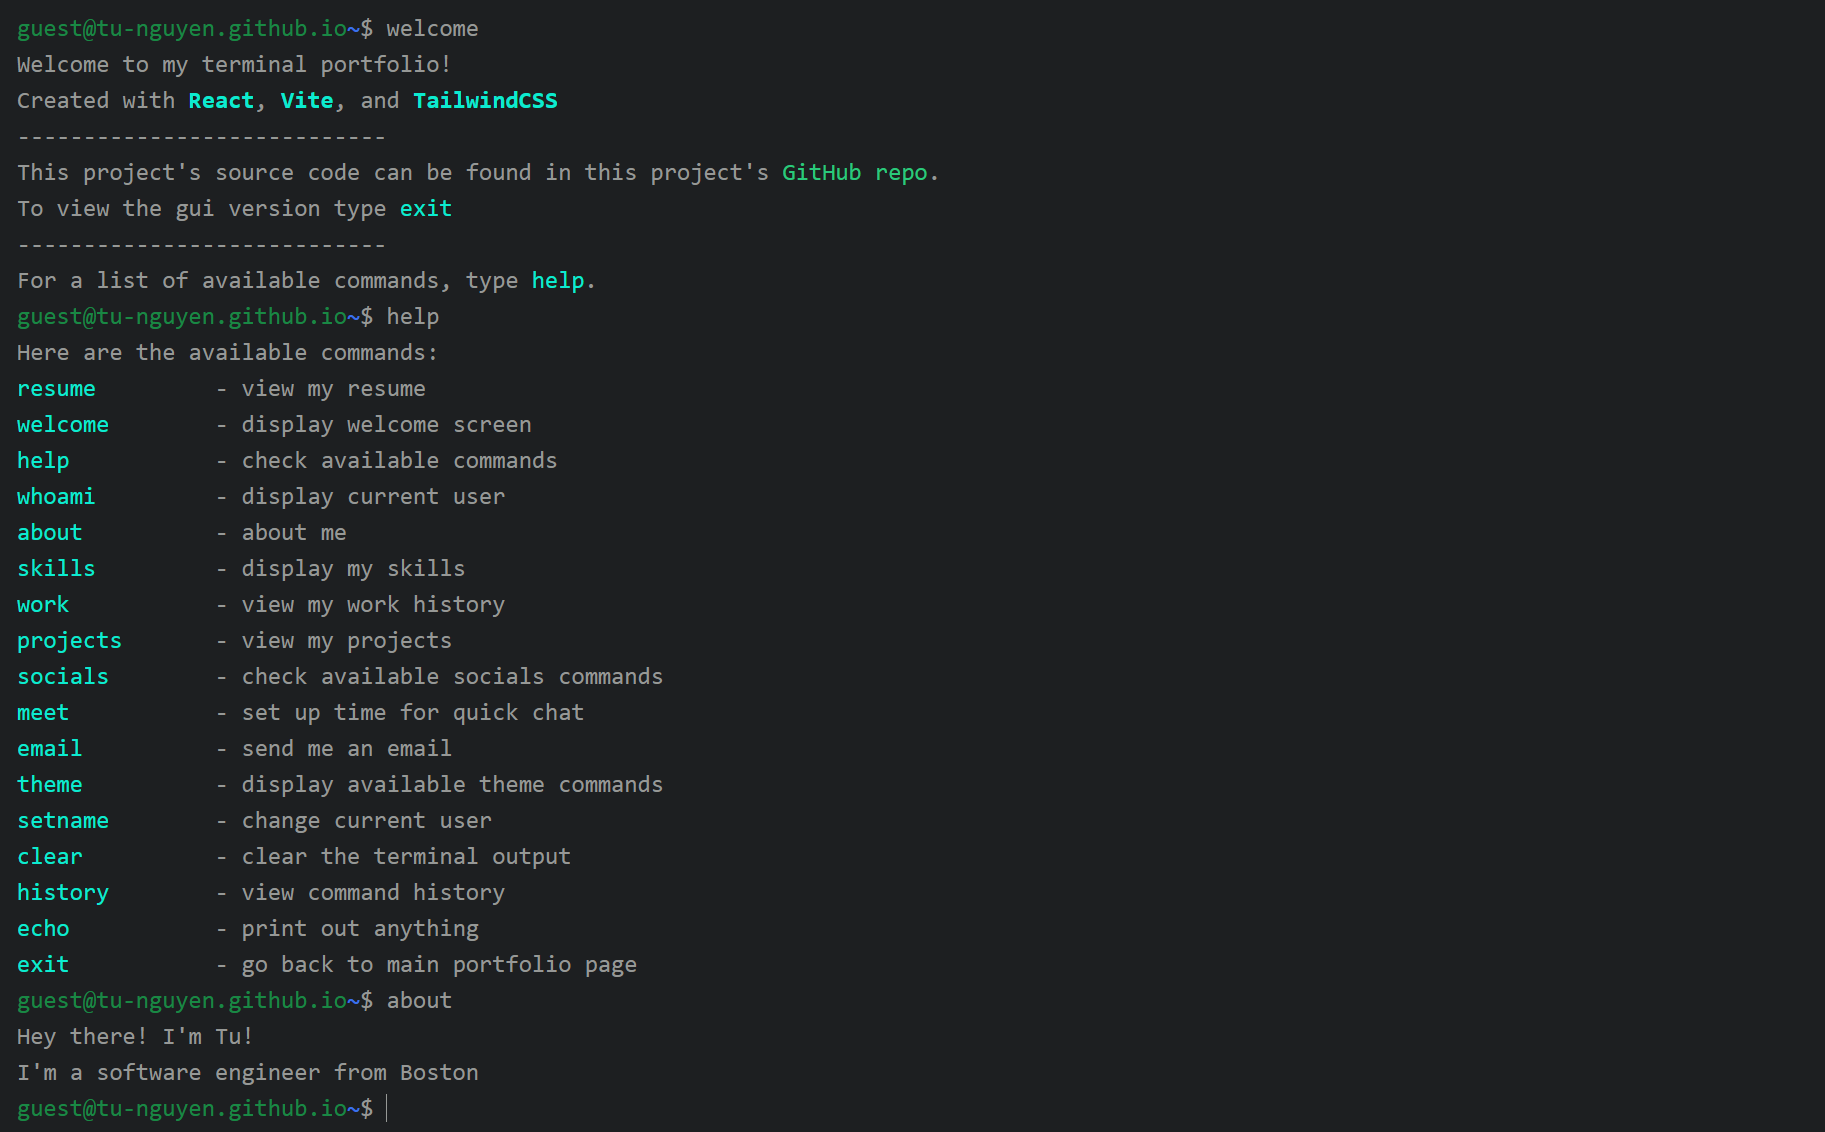 guest@tu-nguyen.github.io~$ welcome
Welcome to my terminal portfolio!
Created with React, Vite, and TailwindCSS
----------------------------
This project's source code can be found in this project's GitHub repo.
To view the gui version type exit
----------------------------
For a list of available commands, type help.
guest@tu-nguyen.github.io~$ help
Here are the available commands:
resume - view my resume
welcome - display welcome screen
help - check available commands
whoami - display current user
about - about me
skills - display my skills
work - view my work history
projects - view my projects
socials - check available socials commands
meet - set up time for quick chat
email - send me an email
theme - display available theme commands
setname - change current user
clear - clear the terminal output
history - view command history
echo - print out anything
exit - go back to main portfolio page
guest@tu-nguyen.github.io~$ about
Hey there! I'm Tu!
I'm a software engineer from Boston
guest@tu-nguyen.github.io~$